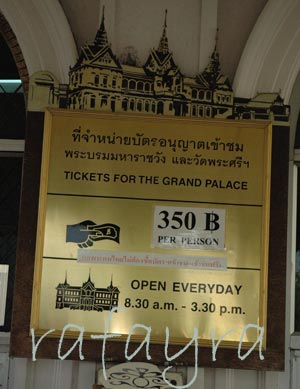 ที่จำหน่ายบัตรอนุญาตเข้าชม
พระบรมมหาราชวัง และวัดพระศรีฯ
TICKETS FOR THE GRAND PALACE
350 B
PER PERSON
OPEN EVERYDAY
8.30 a.m. - 3.30 p.m.
rafayra